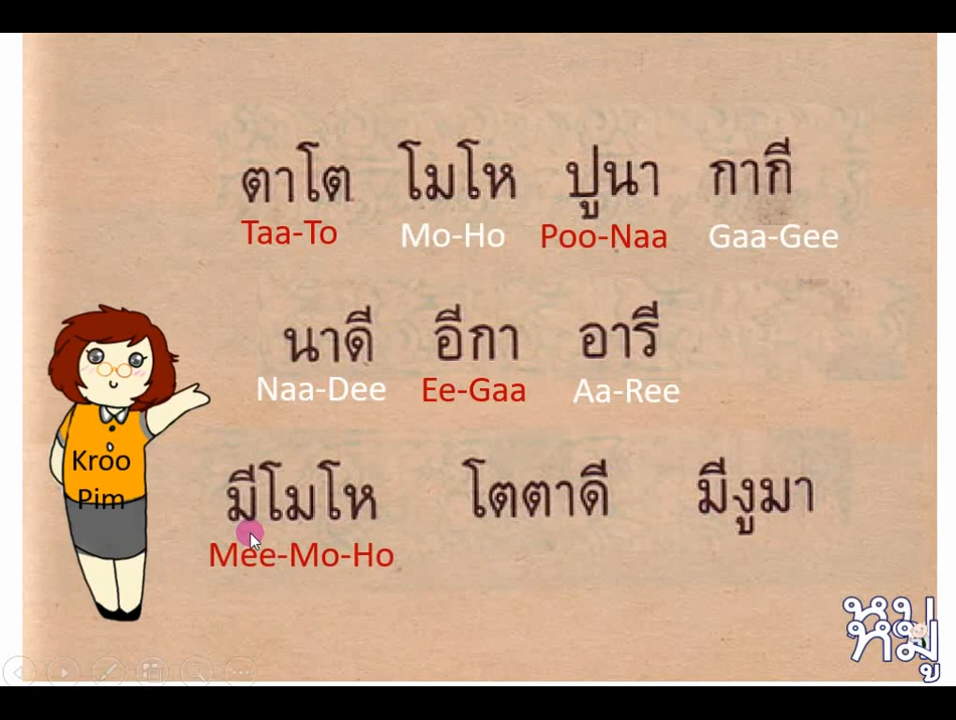 ตาโต โมโห ปูนา กากี
Taa-To Mo-Ho Poo-Naa Gaa-Gee
นาดี อีกา อารี
Naa-Dee Ee-Gaa Aa-Ree
Kroo
Pim
มีโมโห โตตาดี มีงูมา
Mee-Mo-Ho
หมู